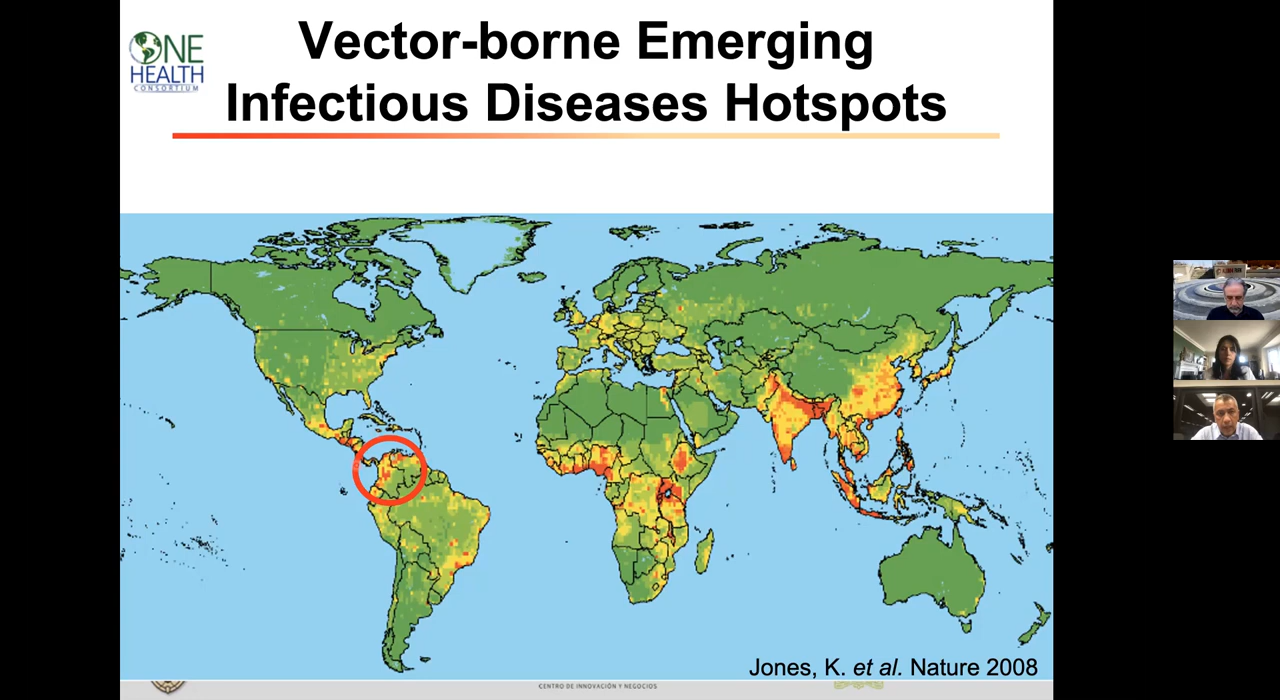 ONE
HEALTH
CONSORTIUM
Vector-borne Emerging
Infectious Diseases Hotspots
Jones, K. et al. Nature 2008
CENTRO DE INNOVACIÓN Y NEGOCIOS